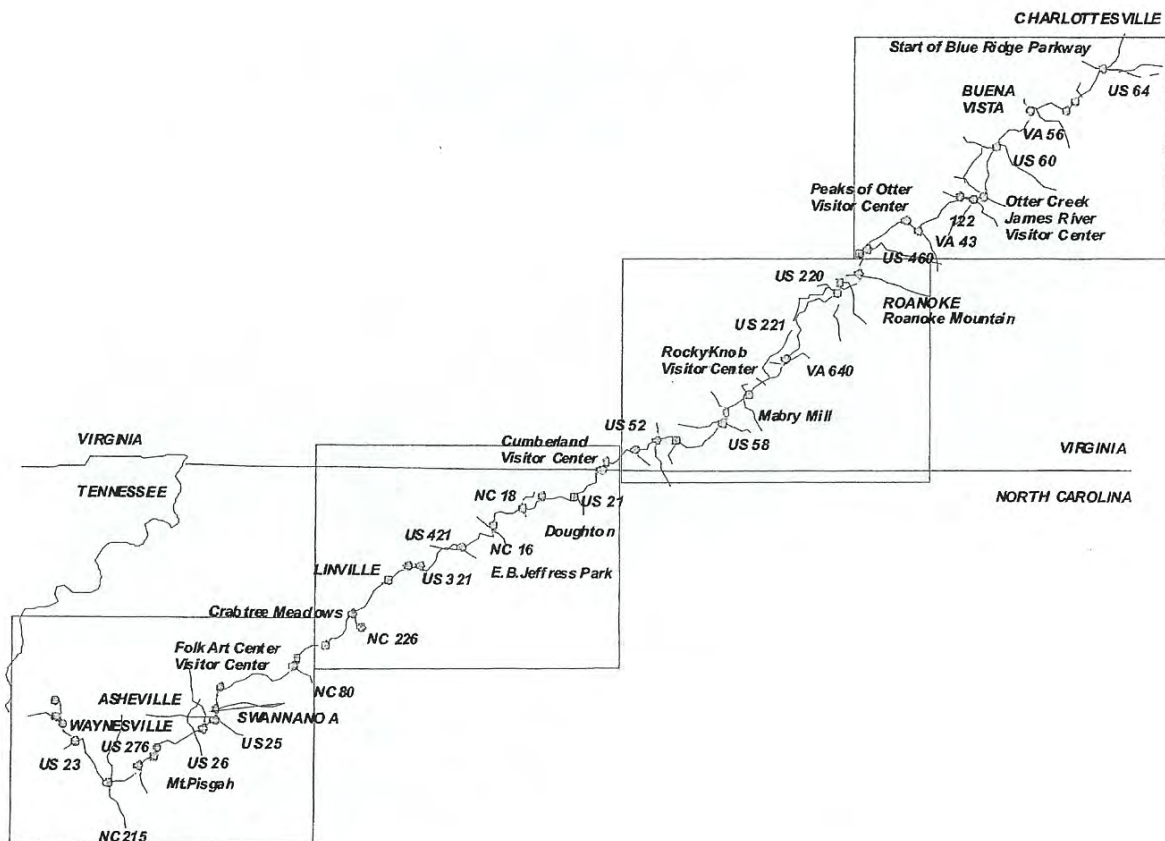 CHARLOTTESVILLE
Start of Blue Ridge Parkway
US 64
BUENA
VISTA
VA 56
US 60
Peaks of Otter
Visitor Center
Otter Creek
James River
Visitor Center
122
VA 43
US 460
US 220
ROANOKE
Roanoke Mountain
US 221
Rocky Knob
Visitor Center
VA 640
Mabry Mill
US 52
US 58
Cumberland
Visitor Center
VIRGINIA
VIRGINIA
TENNESSEE
NORTH CAROLINA
NC 18
US 21
Doughton
US 421
NC 16
E.B. Jeffress Park
LINVILLE
US 321
Crabtree Meadows
NC 226
Folk Art Center
Visitor Center
NC 80
ASHEVILLE
SWANNANOA
WAYNESVILLE
US 25
US 276
US 26
US 23
Mt.Pisgah
NC 215